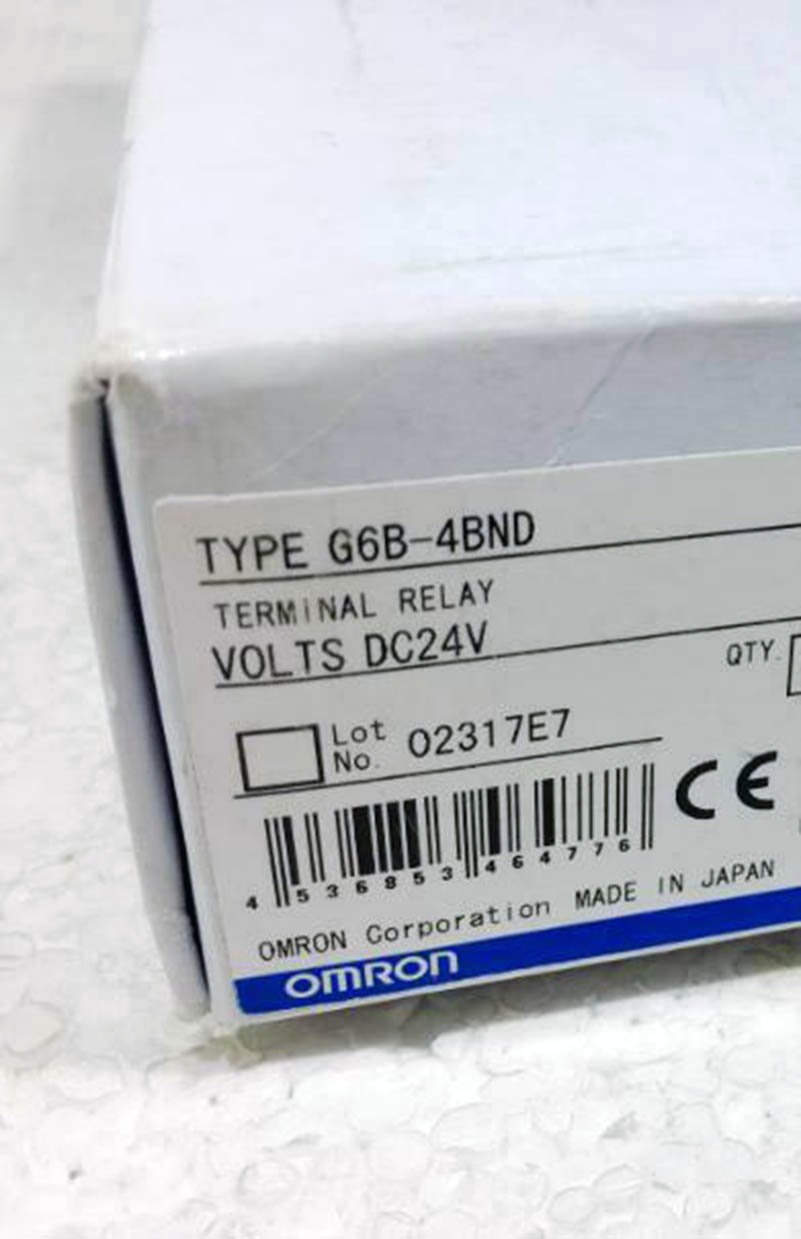 TYPE G6B-4BND
TERMINAL RELAY
VOLTS DC24V
QTY.
Lot No. 02317E7
CE
4 536853 464776
OMRON Corporation MADE IN JAPAN
OMRON